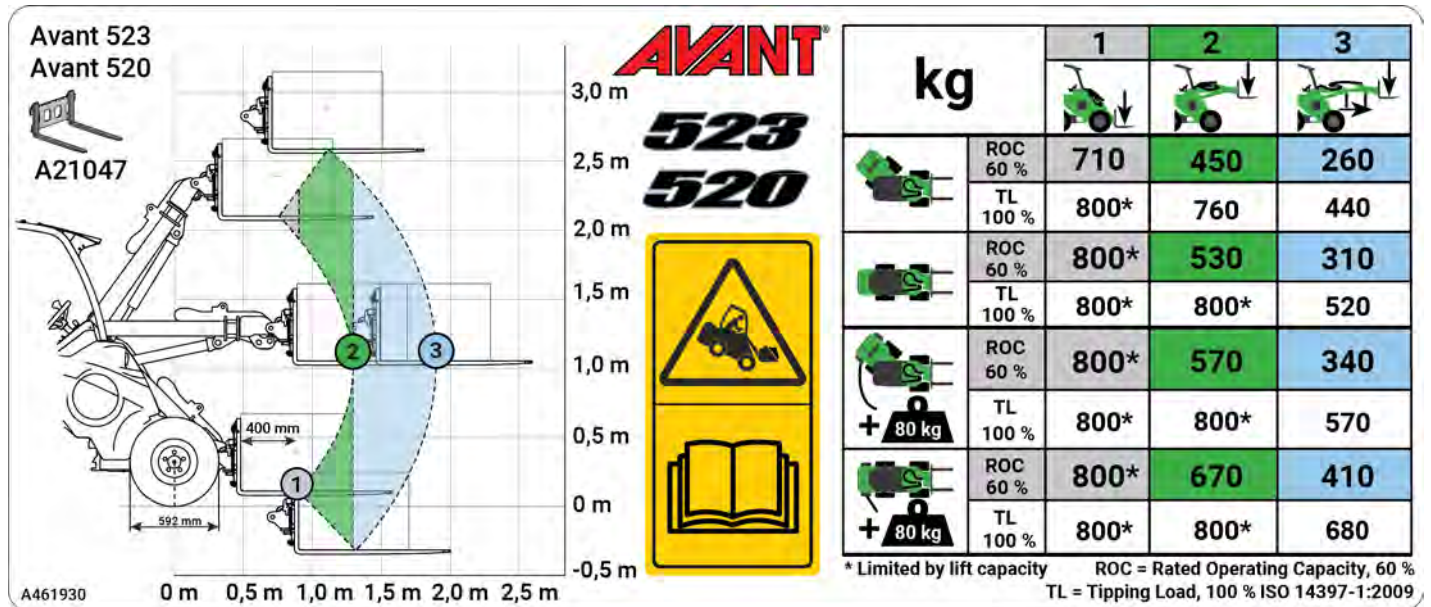 Avant 523
Avant 520
A21047
3,0 m
2,5 m
2,0 m
1,5 m
1,0 m
0,5 m
0 m
-0,5 m
2
3
400 mm
1
592 mm
A461930
0 m 0,5 m 1,0 m 1,5 m 2,0 m 2,5 m
AVANT®
523
520
kg 1 2 3
ROC 60 % 710 450 260
TL 100 % 800* 760 440
ROC 60 % 800* 530 310
TL 100 % 800* 800* 520
ROC 60 % 800* 570 340
+ 80 kg TL 100 % 800* 800* 570
ROC 60 % 800* 670 410
+ 80 kg TL 100 % 800* 800* 680
* Limited by lift capacity ROC = Rated Operating Capacity, 60 %
TL = Tipping Load, 100 % ISO 14397-1:2009